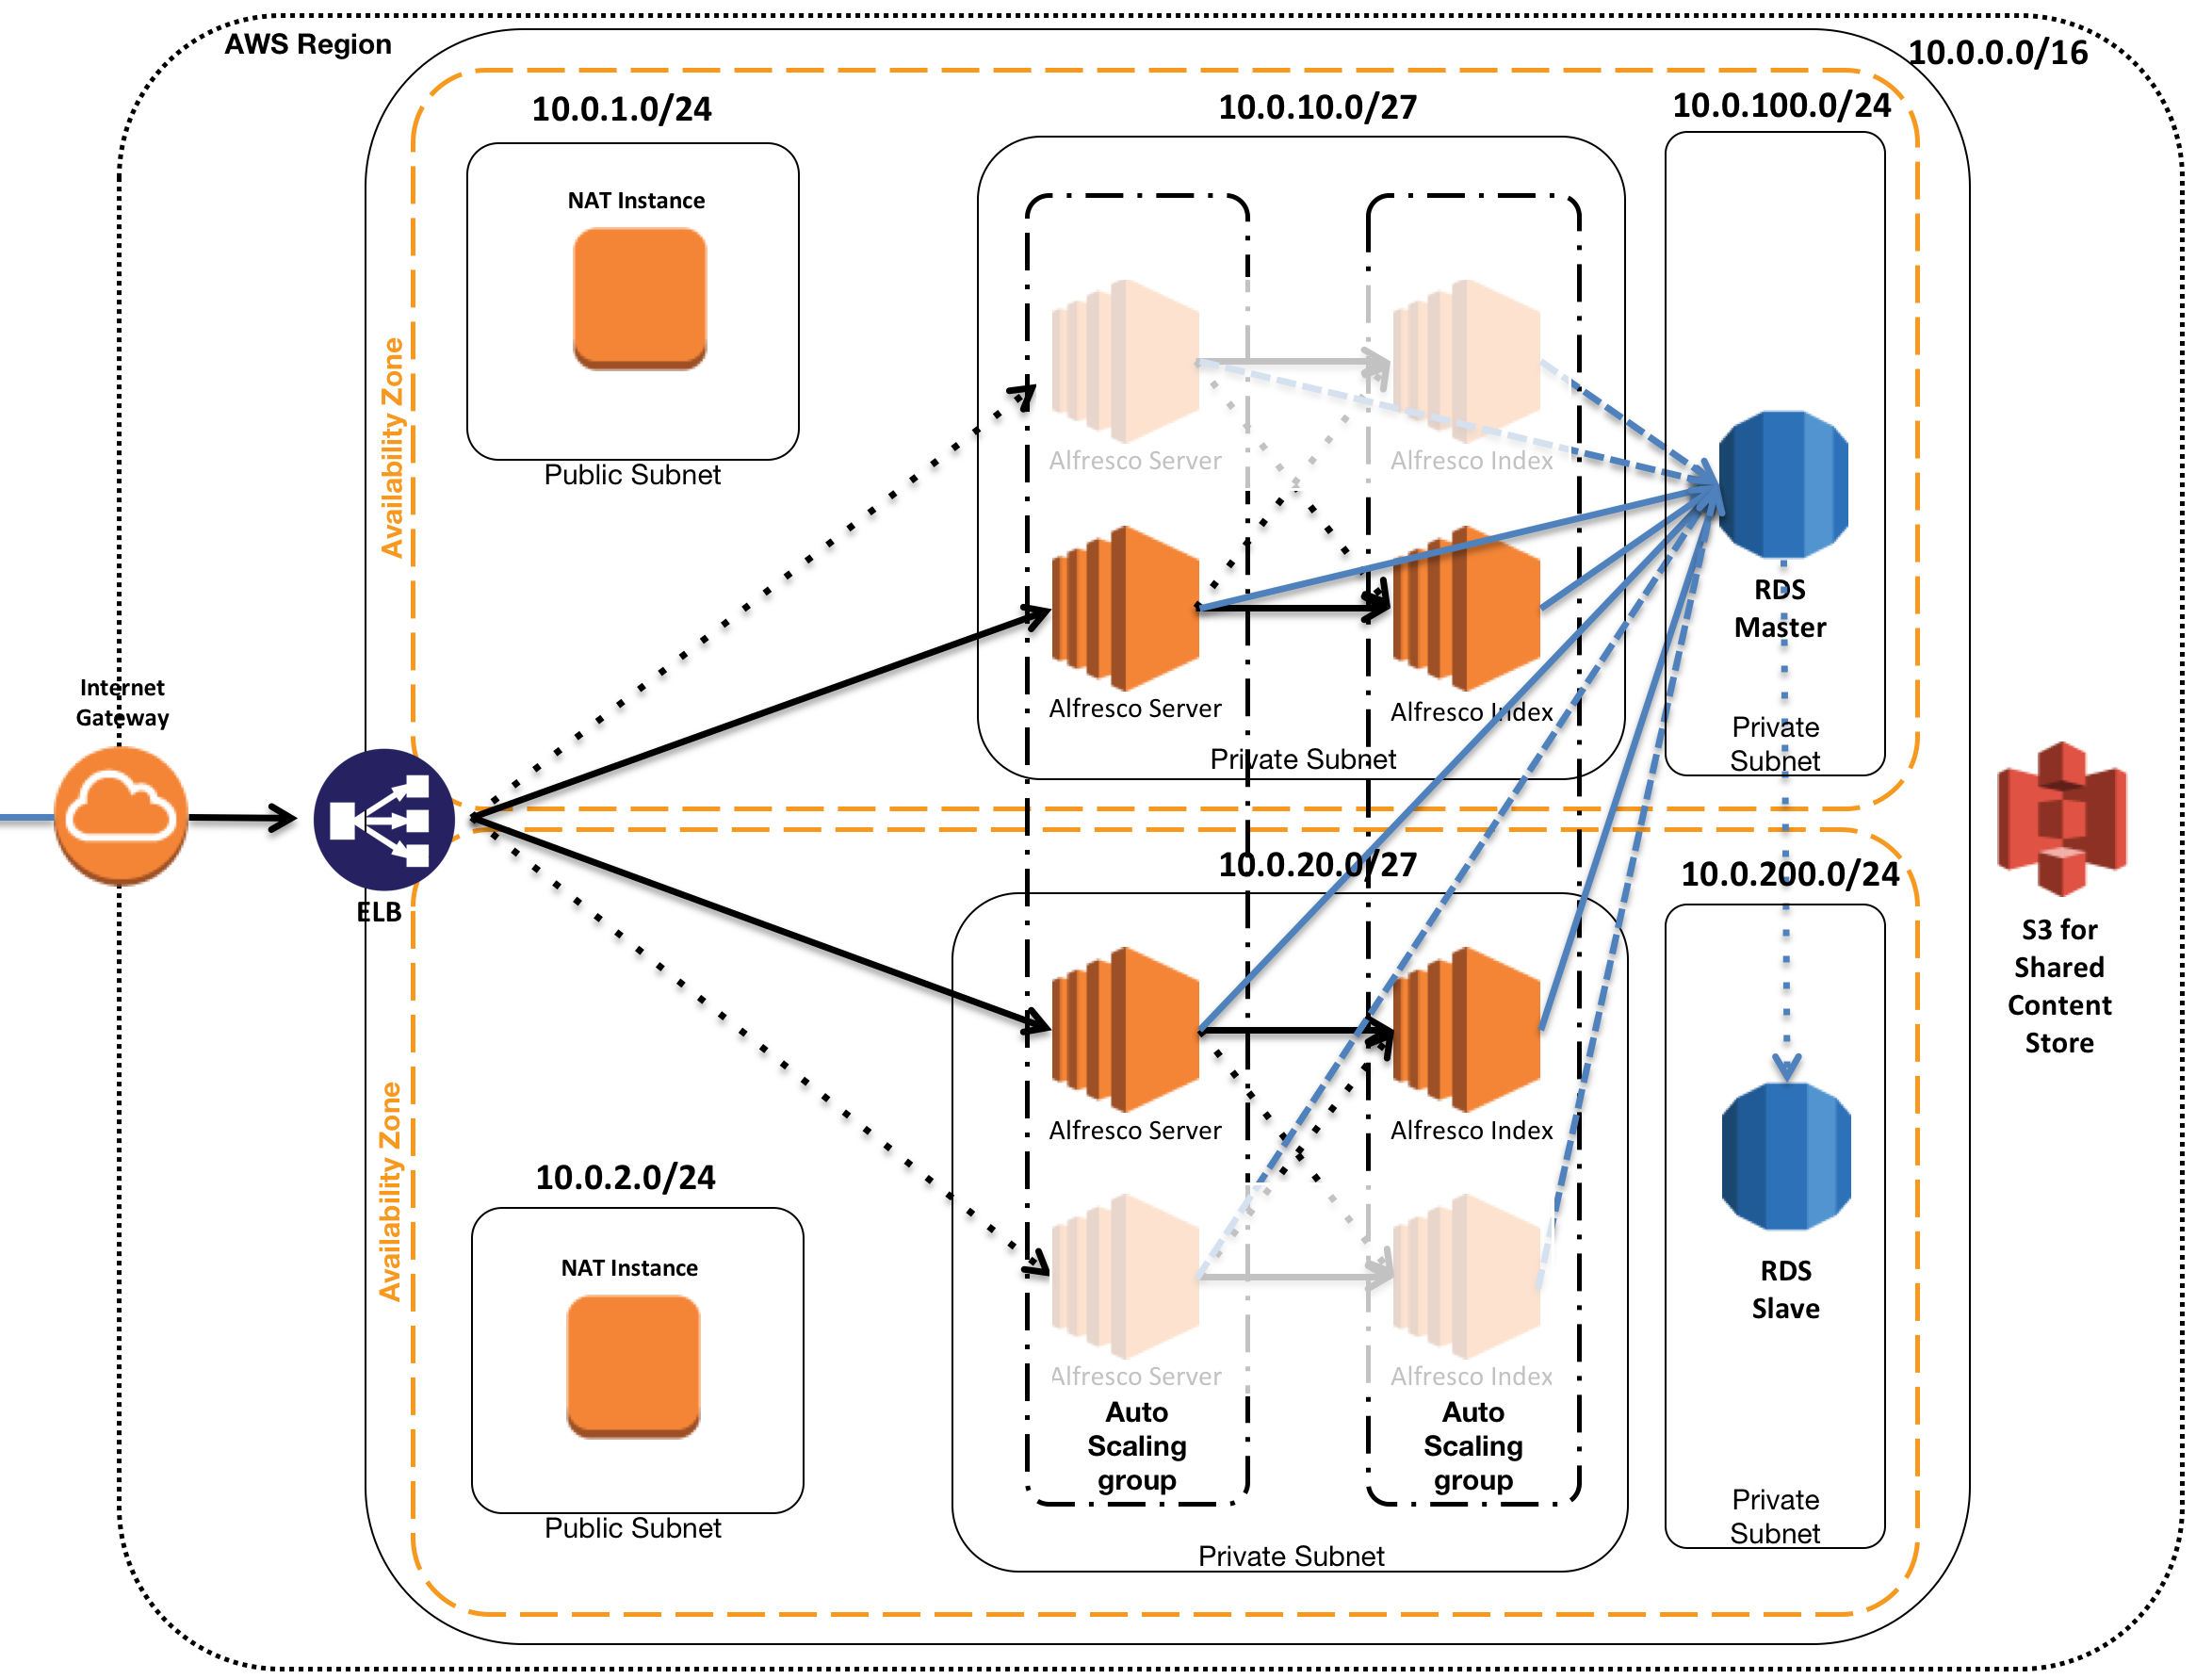 AWS Region
10.0.0.0/16
10.0.1.0/24
10.0.10.0/27
10.0.100.0/24
NAT Instance
Availability Zone
Public Subnet
Alfresco Server
Alfresco Index
RDS
Master
Alfresco Server
Alfresco Index
Private Subnet
Private
Subnet
Internet
Gateway
ELB
10.0.20.0/27
10.0.200.0/24
S3 for
Shared
Content
Store
Alfresco Server
Alfresco Index
Availability Zone
10.0.2.0/24
NAT Instance
RDS
Slave
Alfresco Server
Alfresco Index
Auto
Scaling
group
Auto
Scaling
group
Public Subnet
Private Subnet
Private
Subnet